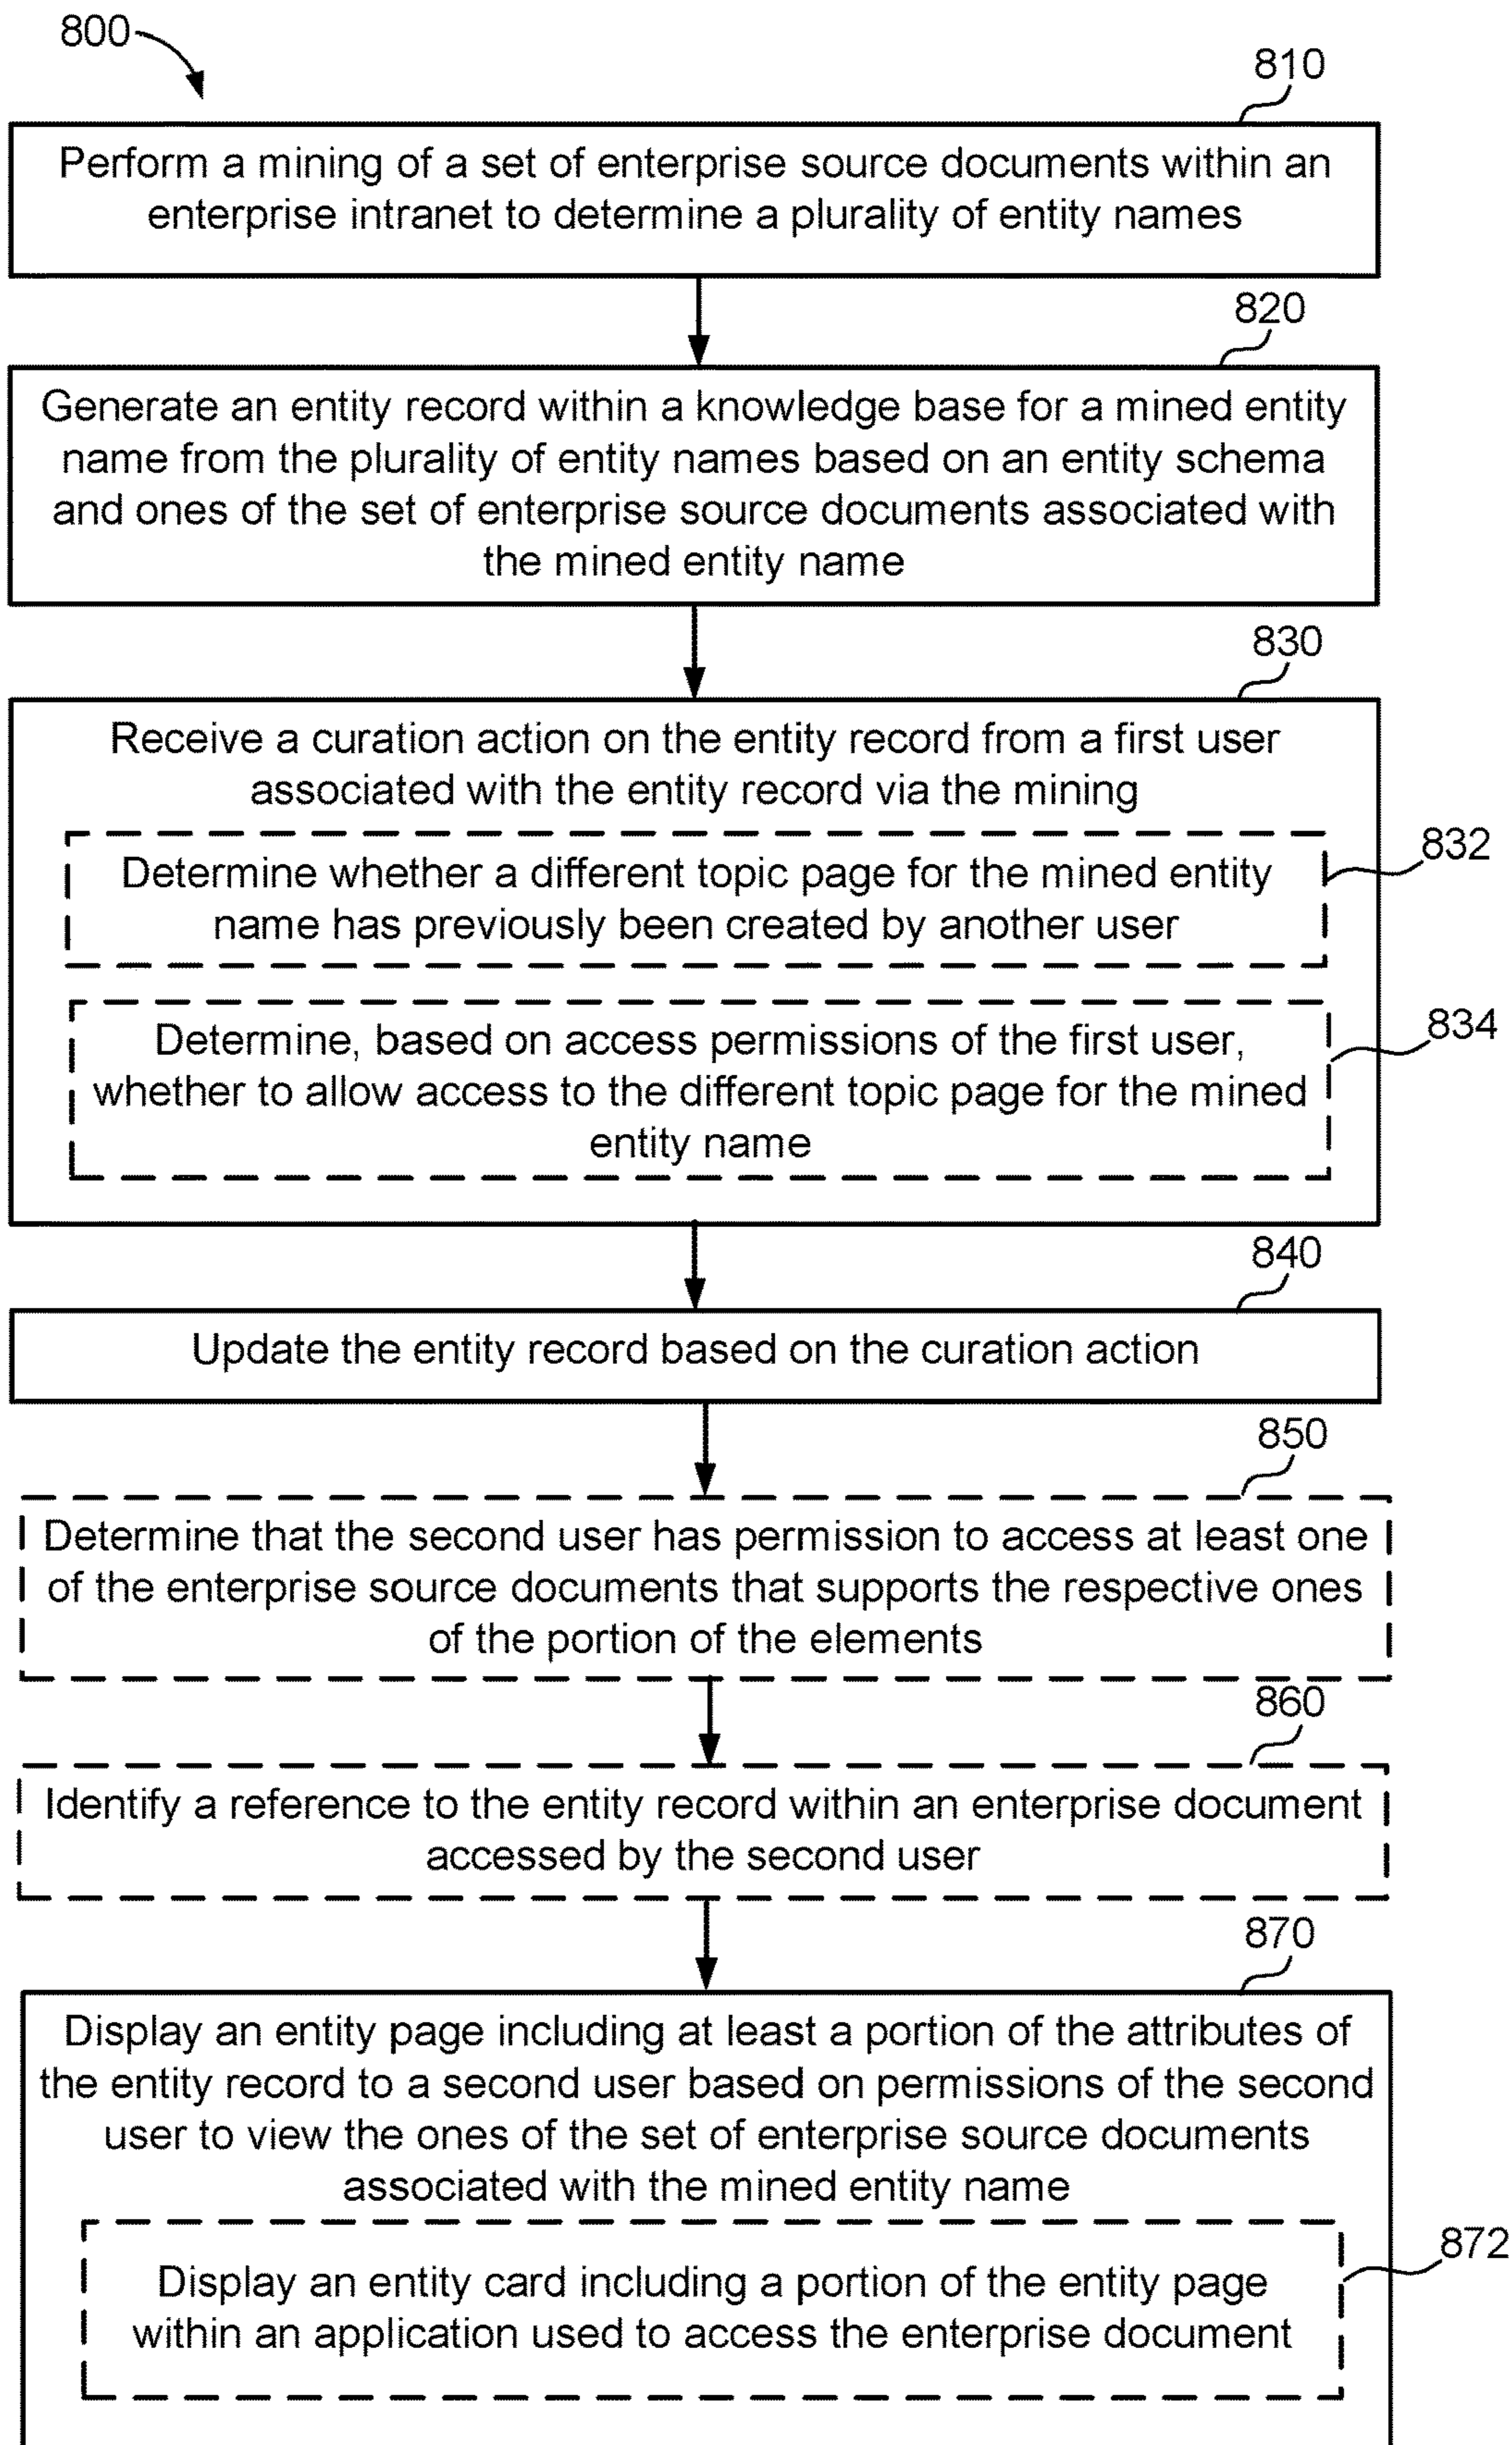 800
810
Perform a mining of a set of enterprise source documents within an
enterprise intranet to determine a plurality of entity names
820
Generate an entity record within a knowledge base for a mined entity
name from the plurality of entity names based on an entity schema
and ones of the set of enterprise source documents associated with
the mined entity name
830
Receive a curation action on the entity record from a first user
associated with the entity record via the mining
832
Determine whether a different topic page for the mined entity
name has previously been created by another user
834
Determine, based on access permissions of the first user,
whether to allow access to the different topic page for the mined
entity name
840
Update the entity record based on the curation action
850
Determine that the second user has permission to access at least one
of the enterprise source documents that supports the respective ones
of the portion of the elements
860
Identify a reference to the entity record within an enterprise document
accessed by the second user
870
Display an entity page including at least a portion of the attributes of
the entity record to a second user based on permissions of the second
user to view the ones of the set of enterprise source documents
associated with the mined entity name
872
Display an entity card including a portion of the entity page
within an application used to access the enterprise document